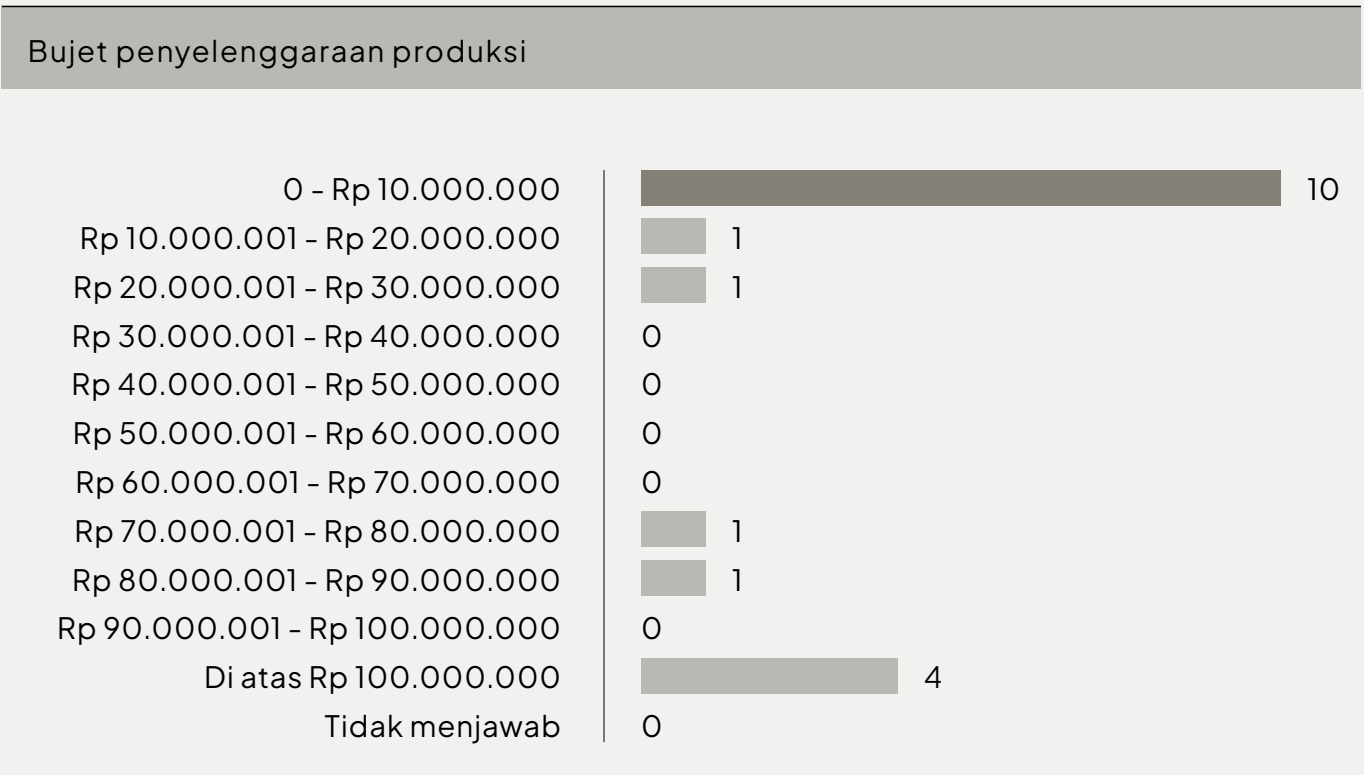 Bujet penyelenggaraan produksi
0 - Rp 10.000.000 10
Rp 10.000.001 - Rp 20.000.000 1
Rp 20.000.001 - Rp 30.000.000 1
Rp 30.000.001 - Rp 40.000.000 0
Rp 40.000.001 - Rp 50.000.000 0
Rp 50.000.001 - Rp 60.000.000 0
Rp 60.000.001 - Rp 70.000.000 0
Rp 70.000.001 - Rp 80.000.000 1
Rp 80.000.001 - Rp 90.000.000 1
Rp 90.000.001 - Rp 100.000.000 0
Di atas Rp 100.000.000 4
Tidak menjawab 0